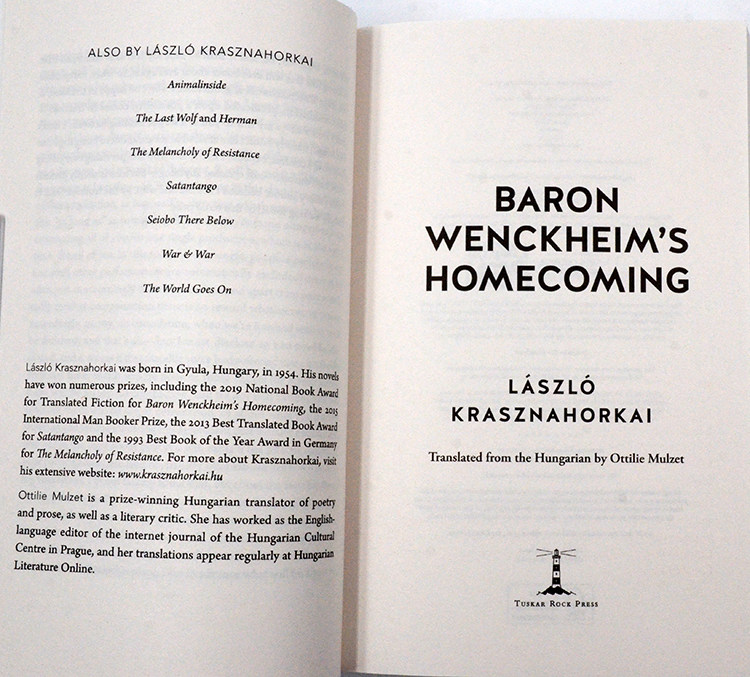 ALSO BY LÁSZLÓ KRASZNAHORKAI
Animalinside
The Last Wolf and Herman
The Melancholy of Resistance
Satantango
Seiobo There Below
War & War
The World Goes On
László Krasznahorkai was born in Gyula, Hungary, in 1954. His novels
have won numerous prizes, including the 2019 National Book Award
for Translated Fiction for Baron Wenckheim's Homecoming, the 2015
International Man Booker Prize, the 2013 Best Translated Book Award
for Satantango and the 1993 Best Book of the Year Award in Germany
for The Melancholy of Resistance. For more about Krasznahorkai, visit
his extensive website: www.krasznahorkai.hu
Ottilie Mulzet is a prize-winning Hungarian translator of poetry
and prose, as well as a literary critic. She has worked as the English-
language editor of the internet journal of the Hungarian Cultural
Centre in Prague, and her translations appear regularly at Hungarian
Literature Online.
BARON
WENCKHEIM'S
HOMECOMING
LÁSZLÓ
KRASZNAHORKAI
Translated from the Hungarian by Ottilie Mulzet
TUSKAR ROCK PRESS